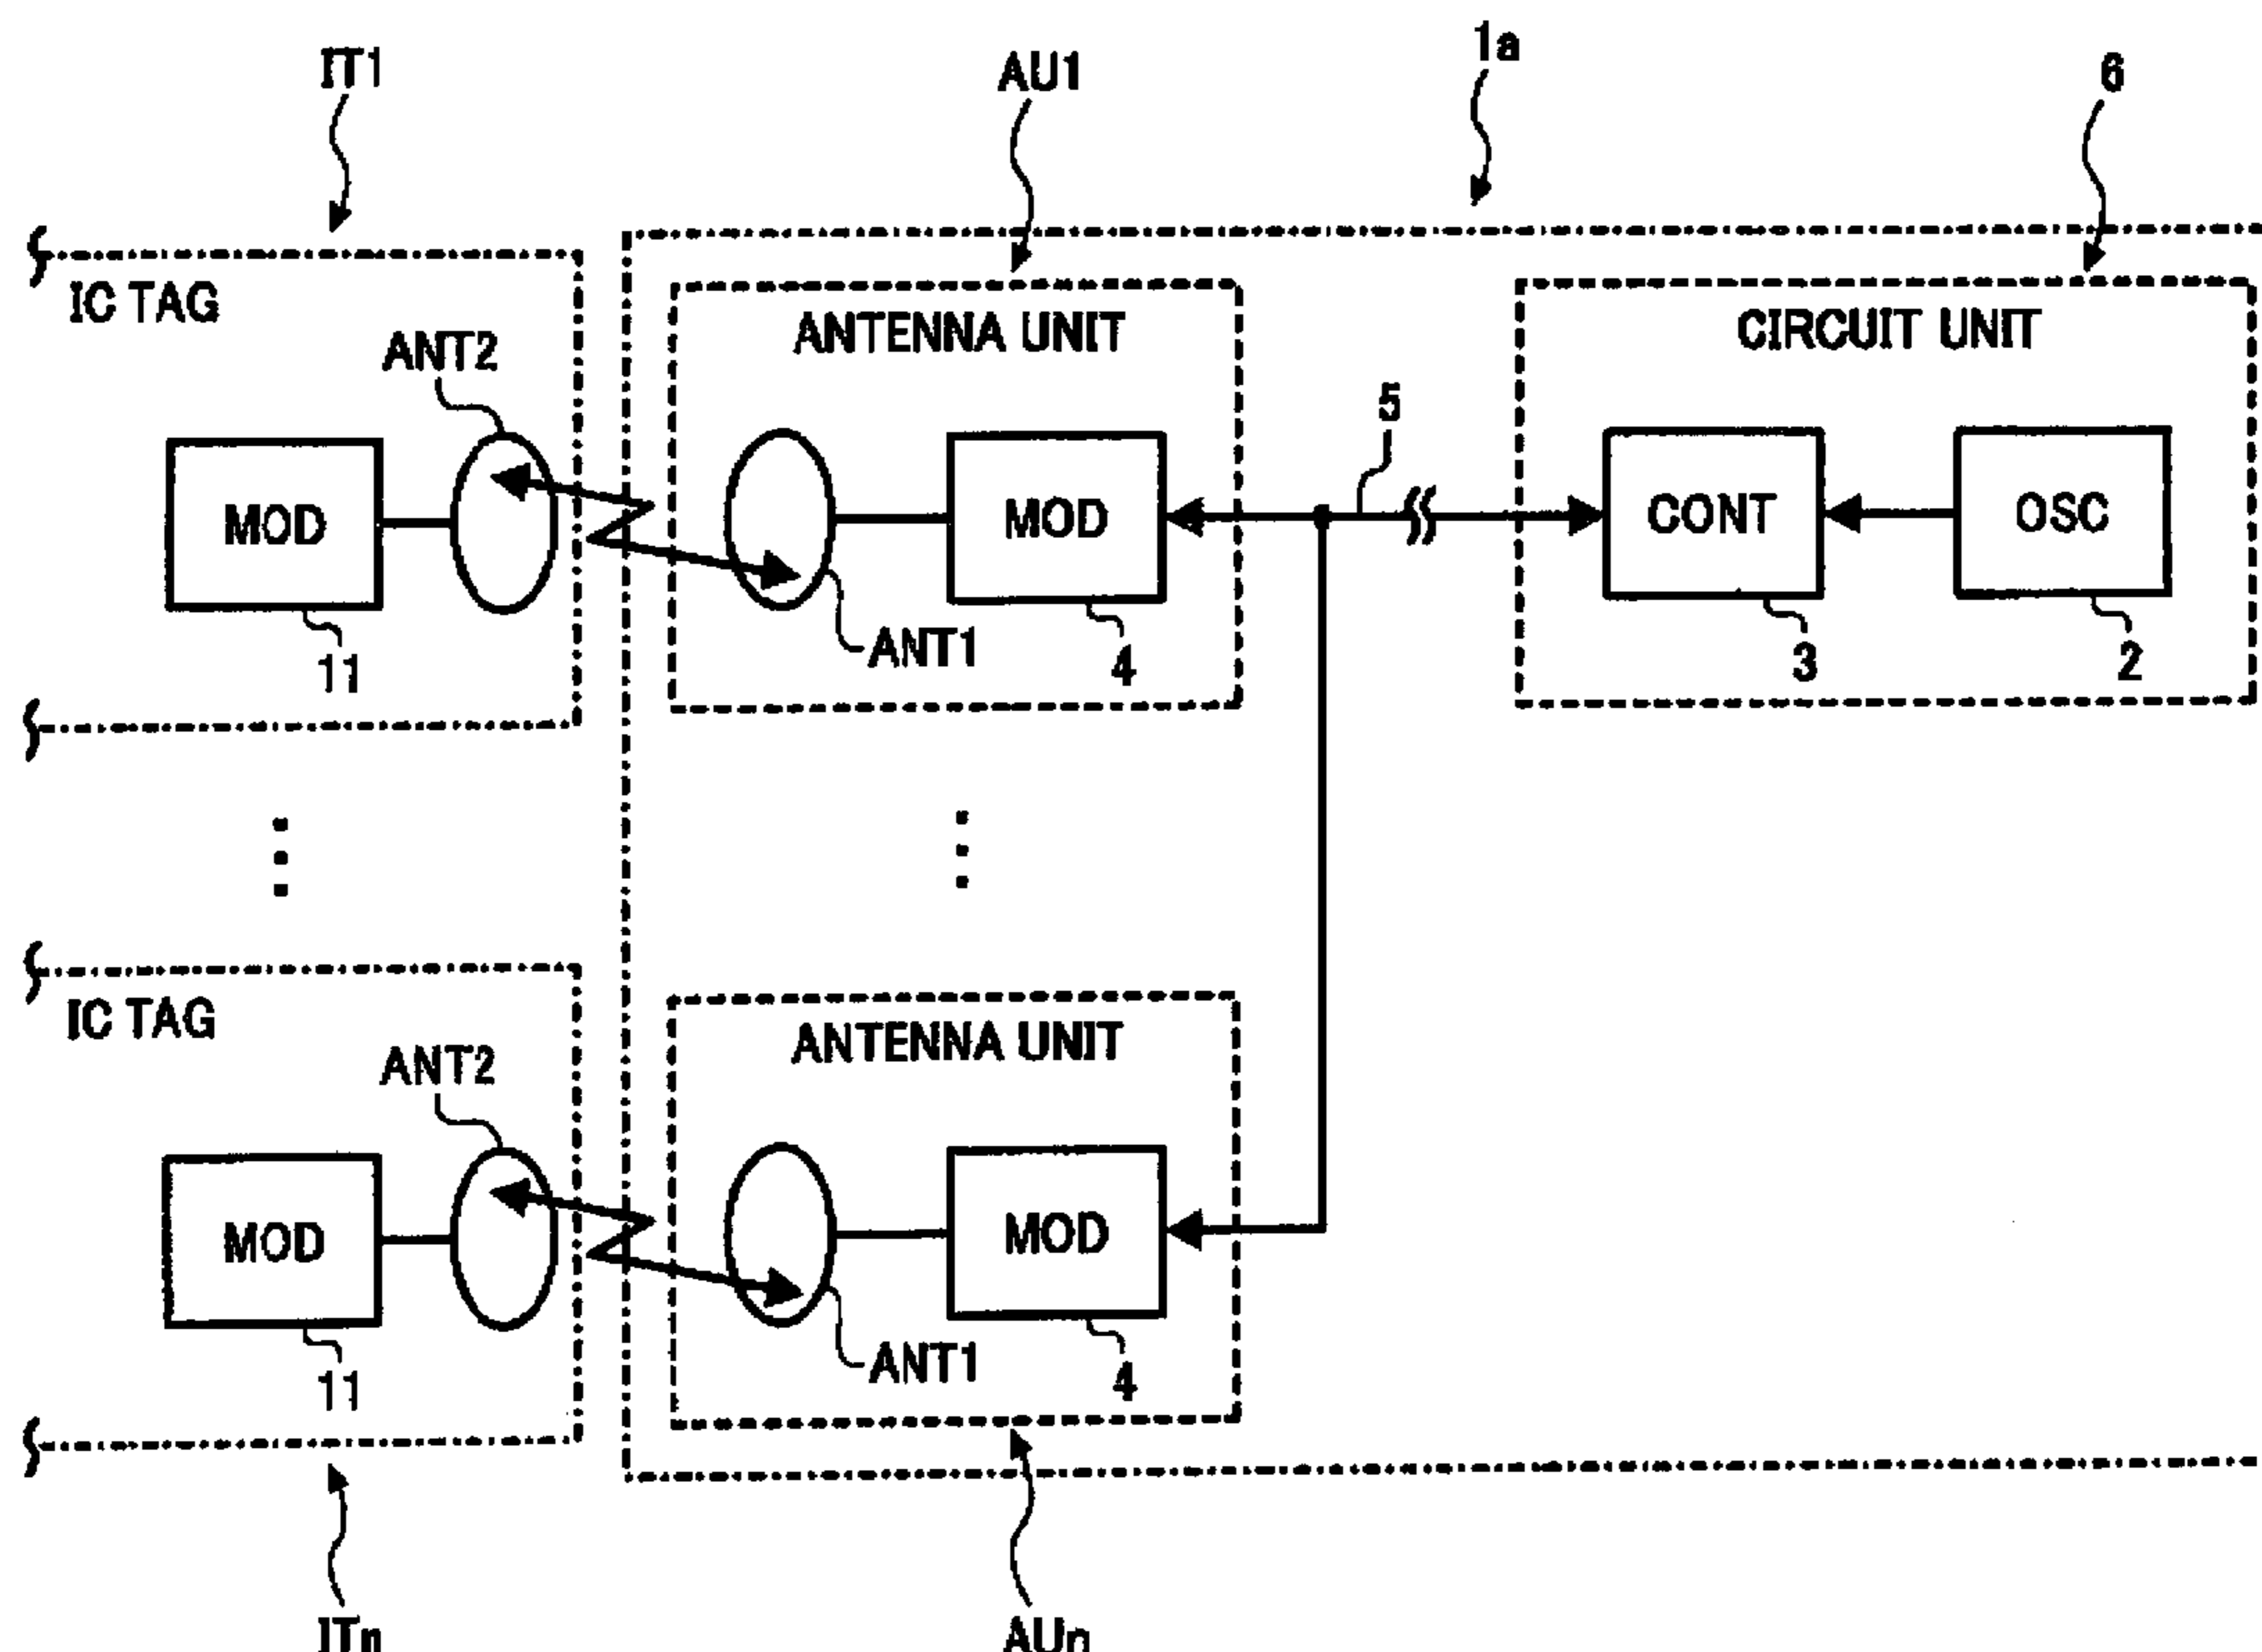 IT1
AU1
1a
6
IC TAG
ANTENNA UNIT
CIRCUIT UNIT
ANT2
5
MOD
MOD
CONT
OSC
11
ANT1
4
3
2
IC TAG
ANTENNA UNIT
ANT2
MOD
MOD
11
ANT1
4
ITn
AUn